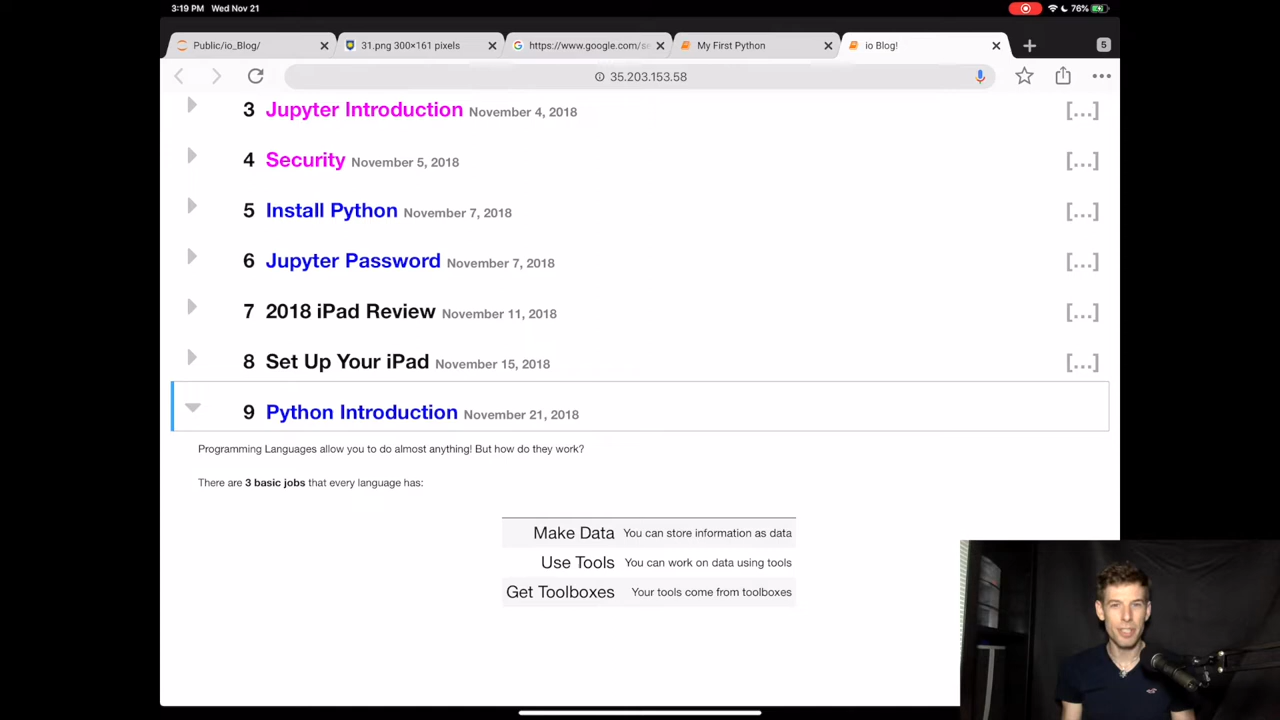 3:19 PM Wed Nov 21
76%
Public/io_Blog/
31.png 300×161 pixels
https://www.google.com/se
My First Python
io Blog!
5
35.203.153.58
3 Jupyter Introduction November 4, 2018 [...]
4 Security November 5, 2018 [...]
5 Install Python November 7, 2018 [...]
6 Jupyter Password November 7, 2018 [...]
7 2018 iPad Review November 11, 2018 [...]
8 Set Up Your iPad November 15, 2018 [...]
9 Python Introduction November 21, 2018
Programming Languages allow you to do almost anything! But how do they work?
There are 3 basic jobs that every language has:
Make Data You can store information as data
Use Tools You can work on data using tools
Get Toolboxes Your tools come from toolboxes